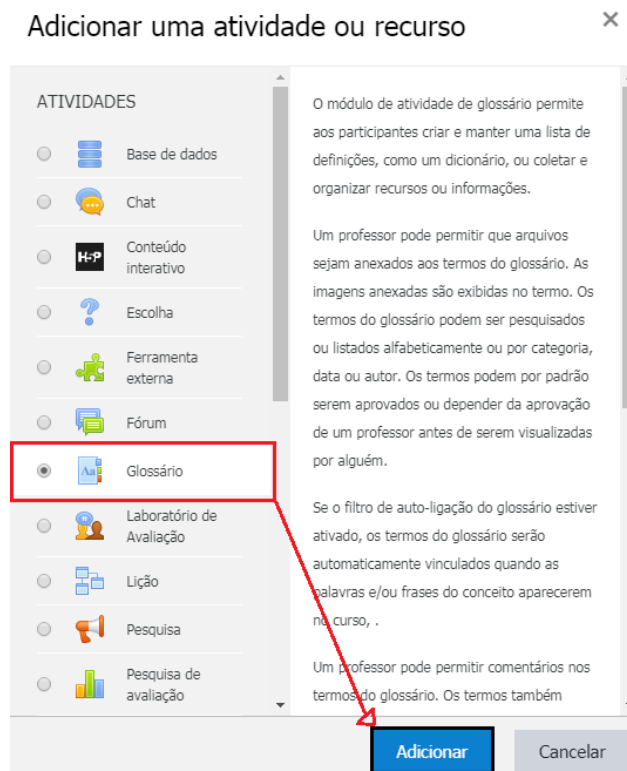 Adicionar uma atividade ou recurso
×
ATIVIDADES
Base de dados
Chat
H5P
Conteúdo
interativo
Escolha
Ferramenta
externa
Fórum
Aa
Glossário
Laboratório de
Avaliação
Lição
Pesquisa
Pesquisa de
avaliação
O módulo de atividade de glossário permite
aos participantes criar e manter uma lista de
definições, como um dicionário, ou coletar e
organizar recursos ou informações.
Um professor pode permitir que arquivos
sejam anexados aos termos do glossário. As
imagens anexadas são exibidas no termo. Os
termos do glossário podem ser pesquisados
ou listados alfabeticamente ou por categoria,
data ou autor. Os termos podem por padrão
serem aprovados ou depender da aprovação
de um professor antes de serem visualizadas
por alguém.
Se o filtro de auto-ligação do glossário estiver
ativado, os termos do glossário serão
automaticamente vinculados quando as
palavras e/ou frases do conceito aparecerem
no curso, .
Um professor pode permitir comentários nos
termos do glossário. Os termos também
Adicionar
Cancelar